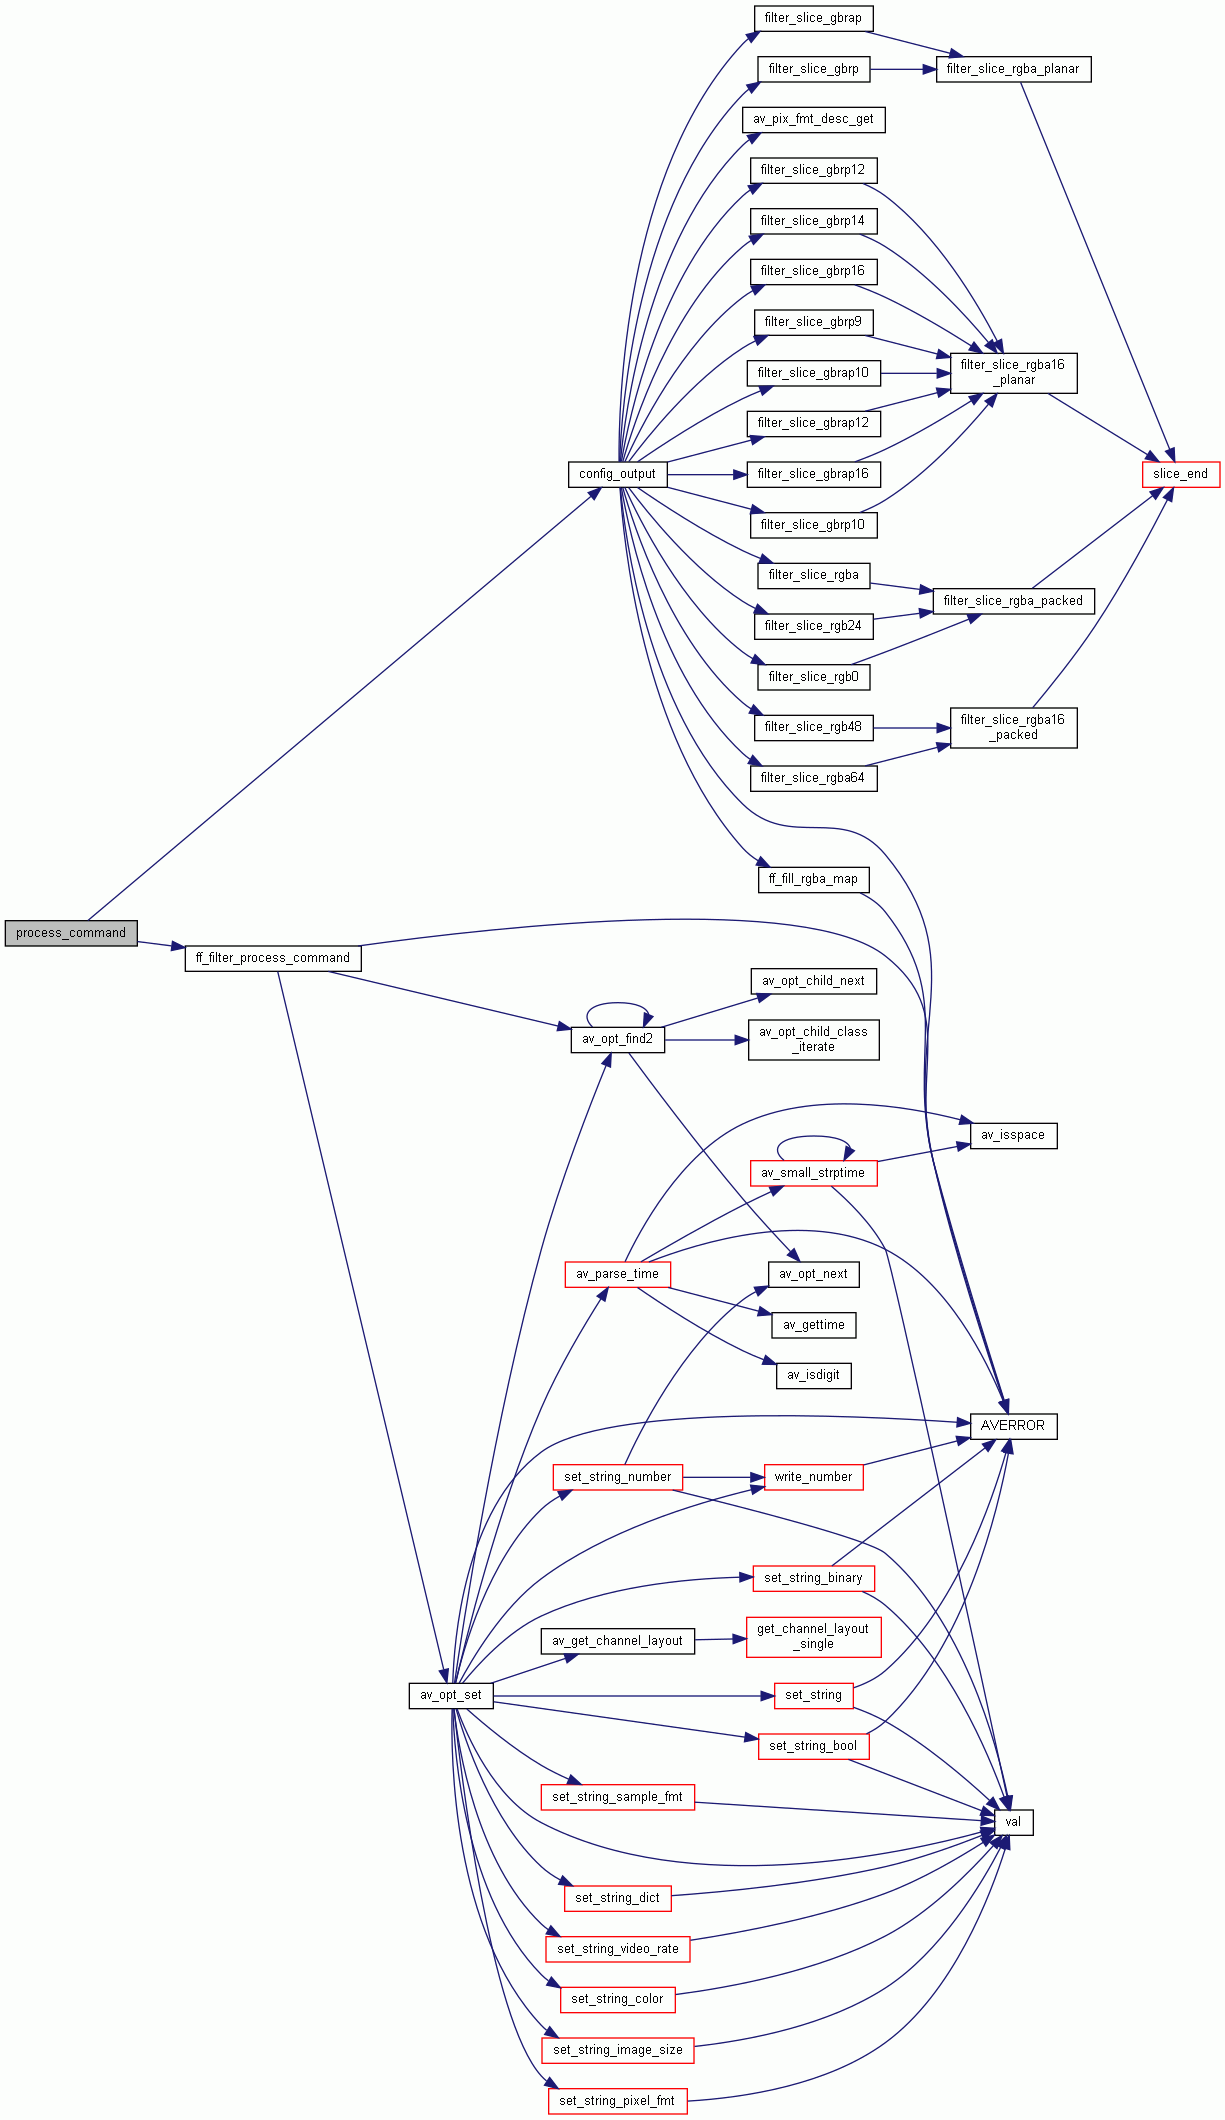 filter_slice_gbrap
filter_slice_gbrp
filter_slice_rgba_planar
av_pix_fmt_desc_get
filter_slice_gbrp12
filter_slice_gbrp14
filter_slice_gbrp16
filter_slice_gbrp9
filter_slice_rgba16
_planar
filter_slice_gbrap10
filter_slice_gbrap12
config_output
filter_slice_gbrap16
slice_end
filter_slice_gbrp10
filter_slice_rgba
filter_slice_rgba_packed
filter_slice_rgb24
filter_slice_rgb0
filter_slice_rgb48
filter_slice_rgba16
_packed
filter_slice_rgba64
ff_fill_rgba_map
process_command
ff_filter_process_command
av_opt_child_next
av_opt_find2
av_opt_child_class
_iterate
av_isspace
av_small_strptime
av_parse_time
av_opt_next
av_gettime
av_isdigit
AVERROR
set_string_number
write_number
set_string_binary
av_get_channel_layout
get_channel_layout
_single
av_opt_set
set_string
set_string_bool
set_string_sample_fmt
val
set_string_dict
set_string_video_rate
set_string_color
set_string_image_size
set_string_pixel_fmt